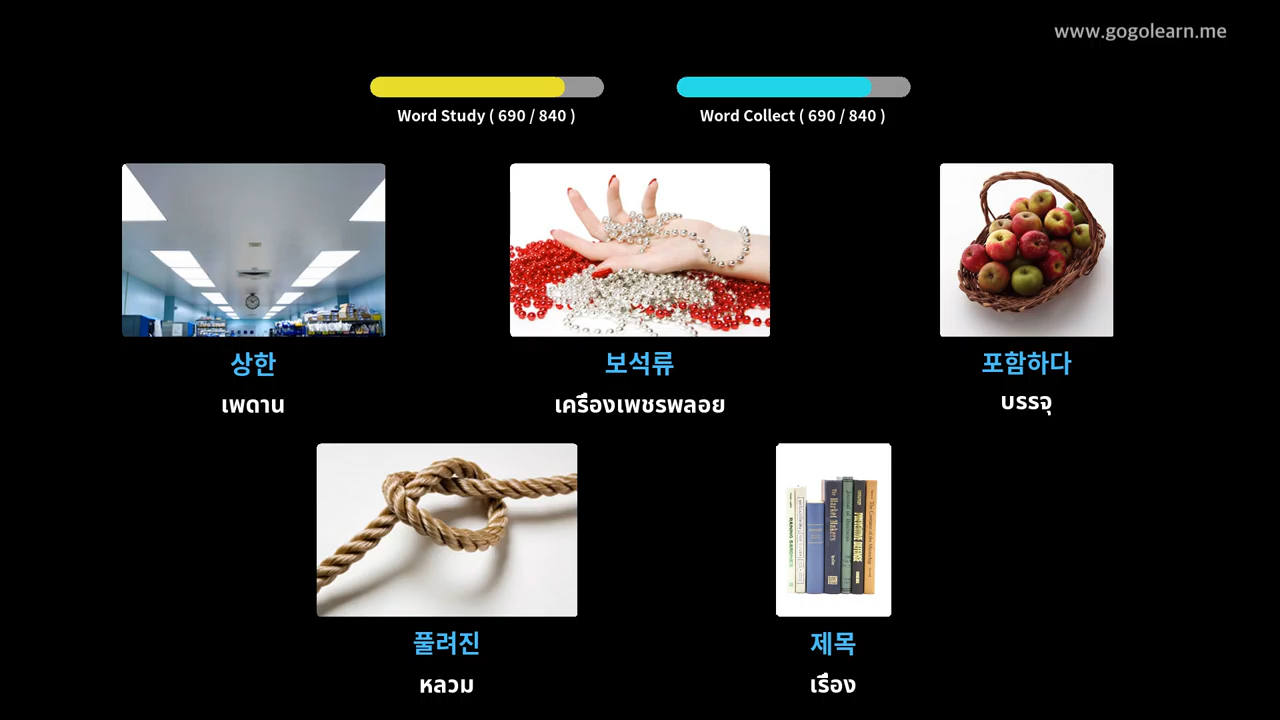 www.gogolearn.me
Word Study ( 690 / 840 )
Word Collect ( 690 / 840 )
상한
보석류
포함하다
เพดาน
เครื่องเพชรพลอย
บรรจุ
풀려진
제목
หลวม
เรื่อง